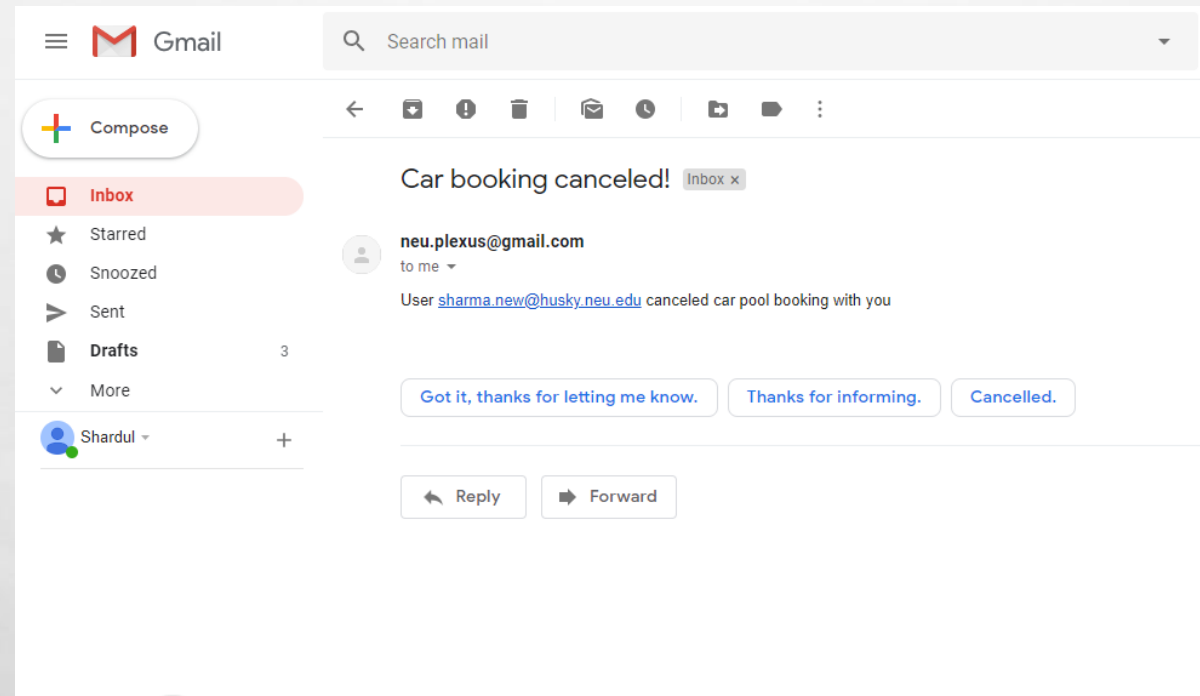 Gmail
Search mail
Compose
Inbox
Starred
Snoozed
Sent
Drafts 3
More
Shardul
Car booking canceled! Inbox x
neu.plexus@gmail.com
to me
User sharma.new@husky.neu.edu canceled car pool booking with you
Got it, thanks for letting me know. Thanks for informing. Cancelled.
Reply Forward